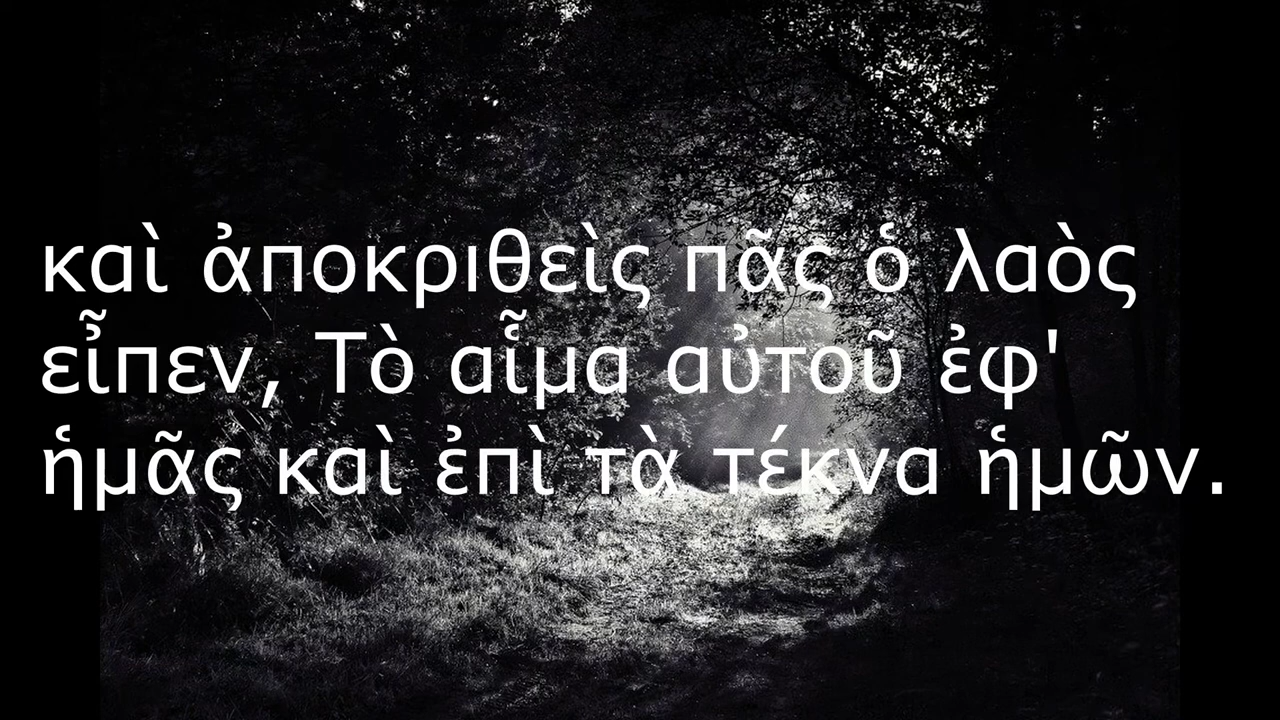 καὶ ἀποκριθεὶς πᾶς ὁ λαὸς
εἶπεν, Τὸ αἷμα αὐτοῦ ἐφ'
ἡμᾶς καὶ ἐπὶ τὰ τέκνα ἡμῶν.